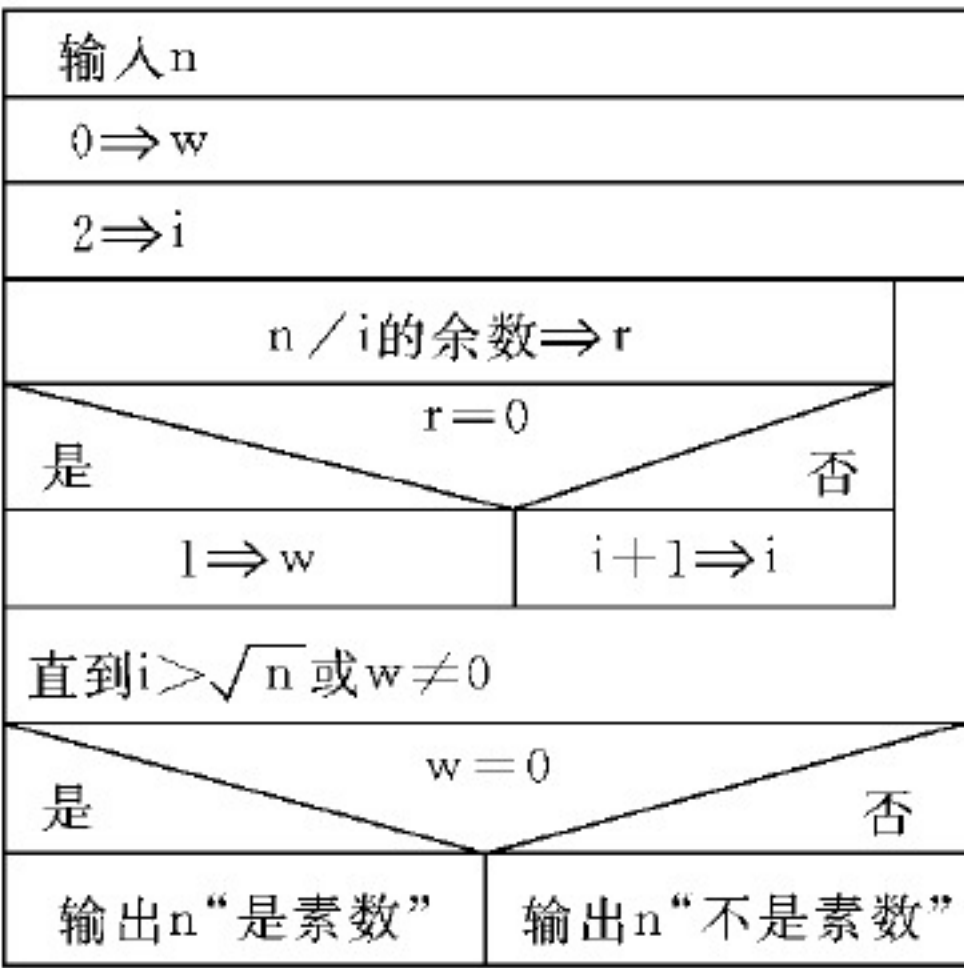 输入n
0⇒w
2⇒i
n／i的余数⇒r
r=0
是 否
1⇒w i+1⇒i
直到i>√n或w≠0
w=0
是 否
输出n“是素数” 输出n“不是素数”